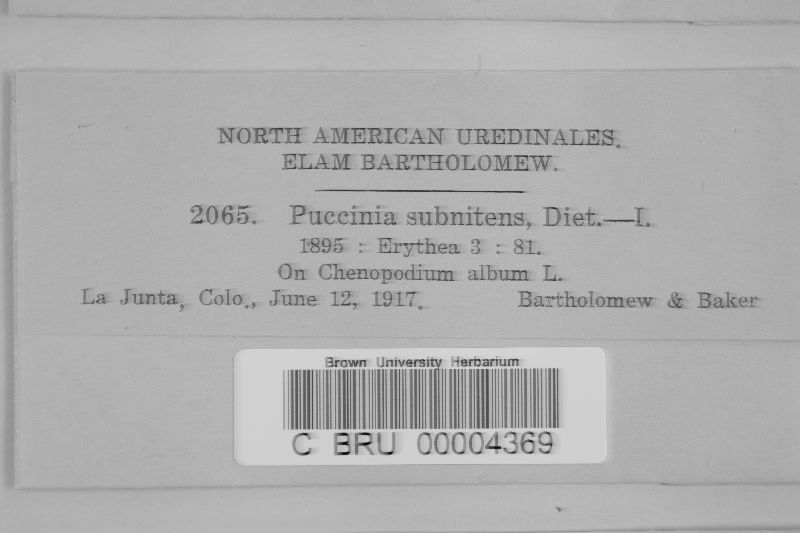 NORTH AMERICAN UREDINALES.
ELAM BARTHOLOMEW.
2065. Puccinia subnitens, Diet.—I.
1895 : Erythea 3 : 81.
On Chenopodium album L.
La Junta, Colo., June 12, 1917. Bartholomew & Baker
Brown University Herbarium
C BRU 00004369